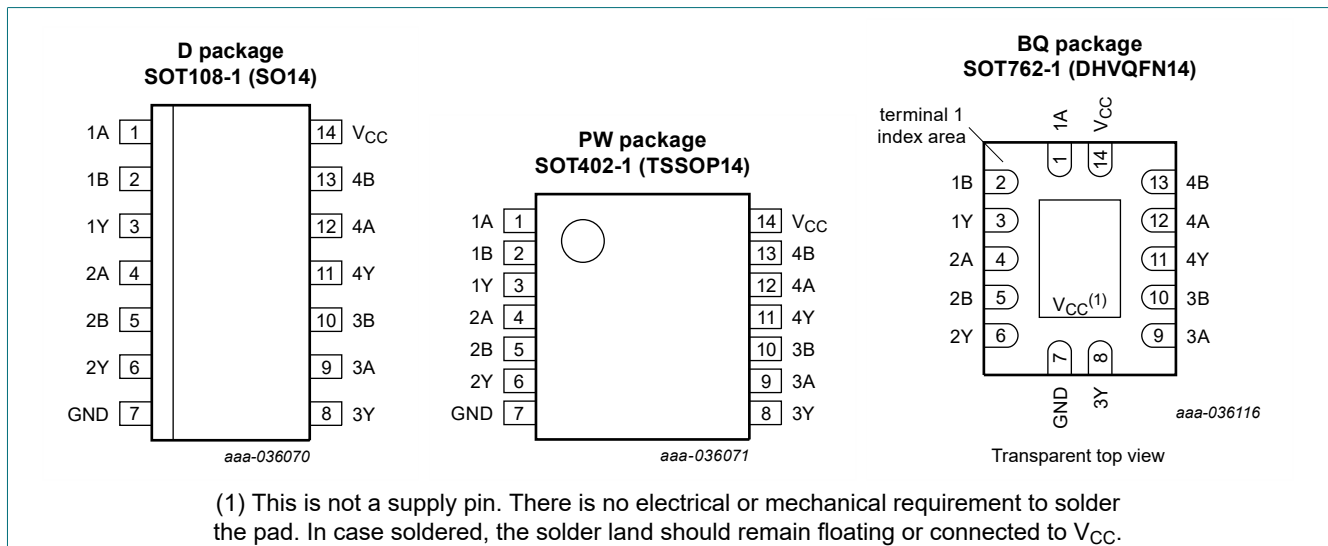 D package
SOT108-1 (SO14)
1A 1
1B 2
1Y 3
2A 4
2B 5
2Y 6
GND 7
14 VCC
13 4B
12 4A
11 4Y
10 3B
9 3A
8 3Y
aaa-036070
PW package
SOT402-1 (TSSOP14)
1A 1
1B 2
1Y 3
2A 4
2B 5
2Y 6
GND 7
14 VCC
13 4B
12 4A
11 4Y
10 3B
9 3A
8 3Y
aaa-036071
BQ package
SOT762-1 (DHVQFN14)
terminal 1
index area
1A 1
VCC 14
1B 2
1Y 3
2A 4
2B 5
2Y 6
13 4B
12 4A
11 4Y
10 3B
9 3A
VCC(1)
7 GND
8 3Y
aaa-036116
Transparent top view
(1) This is not a supply pin. There is no electrical or mechanical requirement to solder
the pad. In case soldered, the solder land should remain floating or connected to VCC.